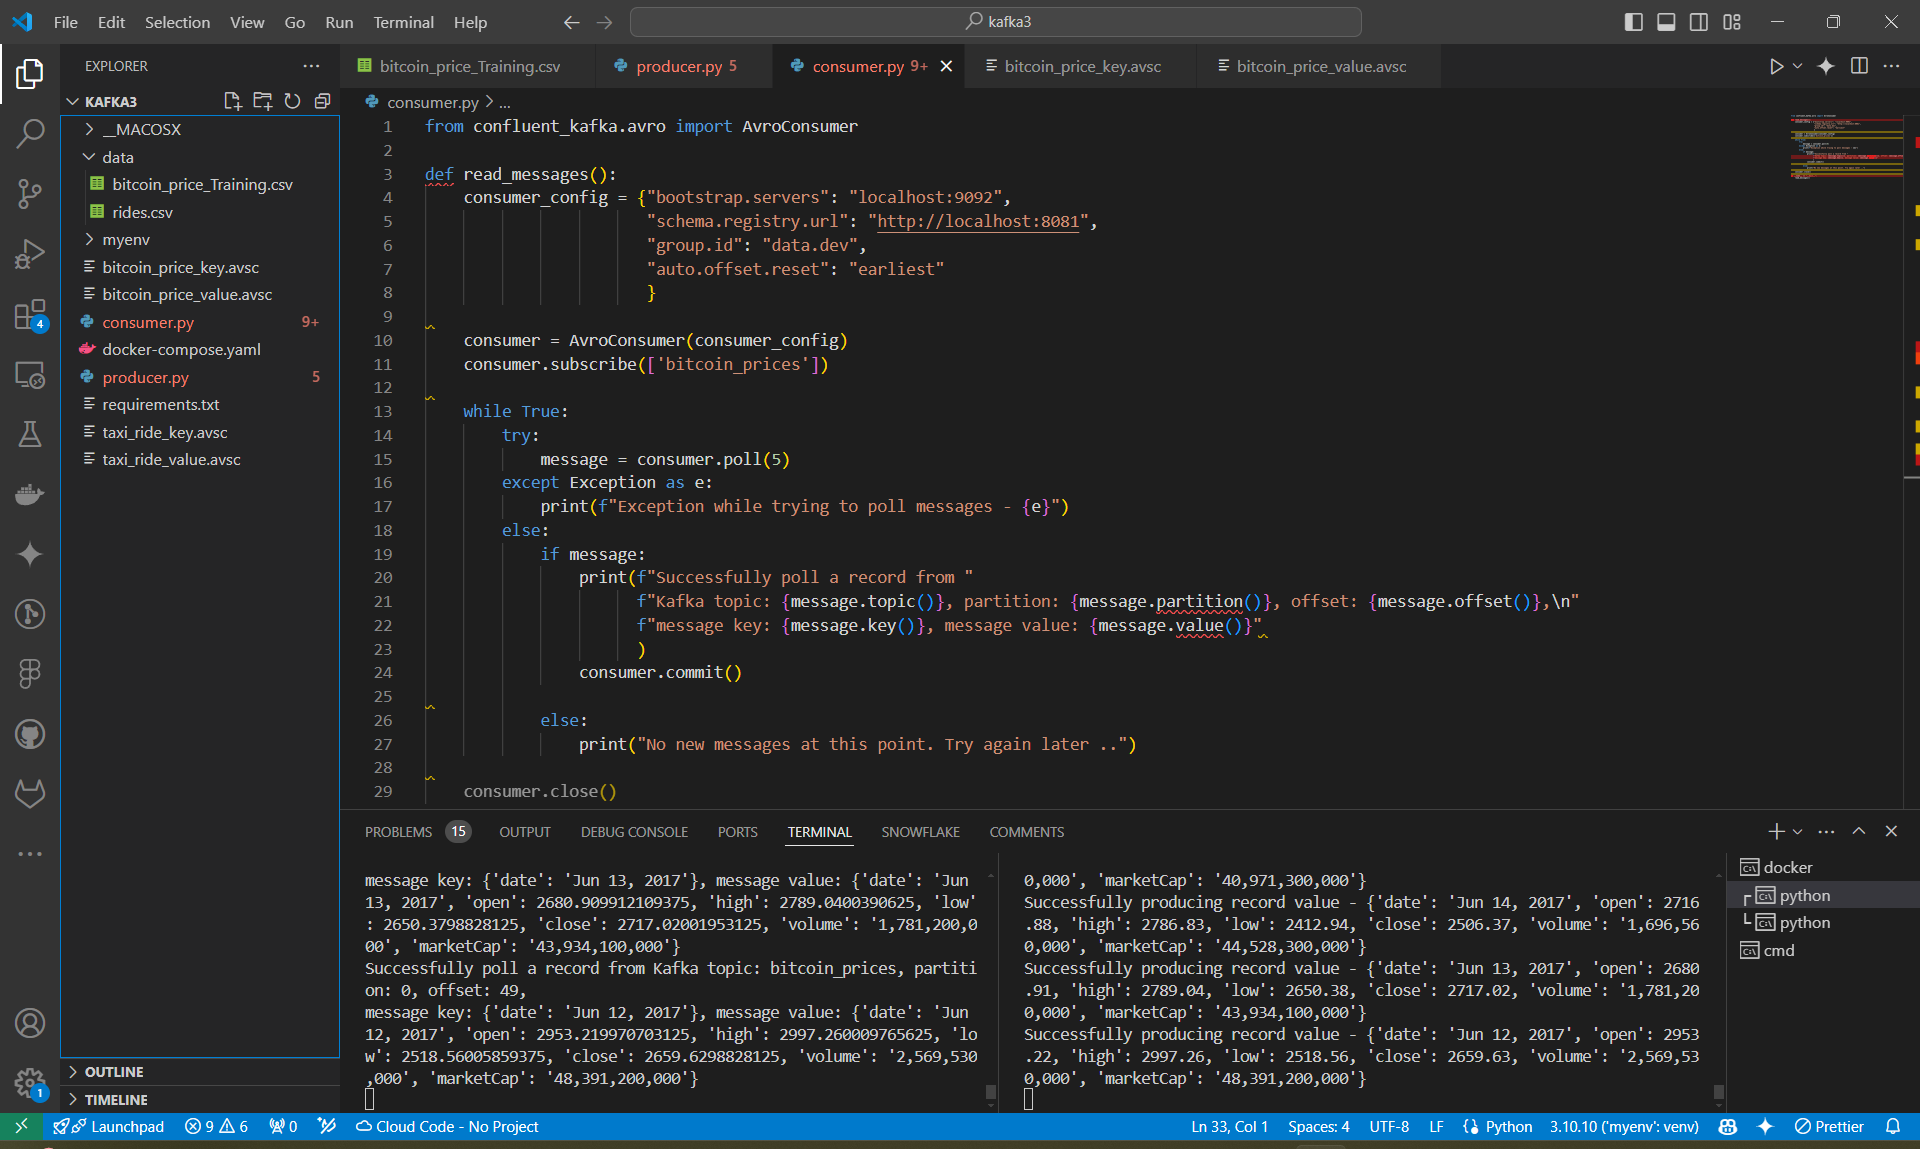 File Edit Selection View Go Run Terminal Help
kafka3
EXPLORER
KAFKA3
__MACOSX
data
bitcoin_price_Training.csv
rides.csv
myenv
bitcoin_price_key.avsc
bitcoin_price_value.avsc
consumer.py 9+
docker-compose.yaml
producer.py 5
requirements.txt
taxi_ride_key.avsc
taxi_ride_value.avsc
OUTLINE
TIMELINE
4
1
bitcoin_price_Training.csv producer.py 5 consumer.py 9+ bitcoin_price_key.avsc bitcoin_price_value.avsc
consumer.py > ...
1 from confluent_kafka.avro import AvroConsumer
2
3 def read_messages():
4 consumer_config = {"bootstrap.servers": "localhost:9092",
5 "schema.registry.url": "http://localhost:8081",
6 "group.id": "data.dev",
7 "auto.offset.reset": "earliest"
8 }
9
10 consumer = AvroConsumer(consumer_config)
11 consumer.subscribe(['bitcoin_prices'])
12
13 while True:
14 try:
15 message = consumer.poll(5)
16 except Exception as e:
17 print(f"Exception while trying to poll messages - {e}")
18 else:
19 if message:
20 print(f"Successfully poll a record from "
21 f"Kafka topic: {message.topic()}, partition: {message.partition()}, offset: {message.offset()},\n"
22 f"message key: {message.key()}, message value: {message.value()}"
23 )
24 consumer.commit()
25
26 else:
27 print("No new messages at this point. Try again later ..")
28
29 consumer.close()
PROBLEMS 15 OUTPUT DEBUG CONSOLE PORTS TERMINAL SNOWFLAKE COMMENTS
message key: {'date': 'Jun 13, 2017'}, message value: {'date': 'Jun
13, 2017', 'open': 2680.909912109375, 'high': 2789.0400390625, 'low'
: 2650.3798828125, 'close': 2717.02001953125, 'volume': '1,781,200,0
00', 'marketCap': '43,934,100,000'}
Successfully poll a record from Kafka topic: bitcoin_prices, partiti
on: 0, offset: 49,
message key: {'date': 'Jun 12, 2017'}, message value: {'date': 'Jun
12, 2017', 'open': 2953.219970703125, 'high': 2997.260009765625, 'lo
w': 2518.56005859375, 'close': 2659.6298828125, 'volume': '2,569,530
,000', 'marketCap': '48,391,200,000'}
0,000', 'marketCap': '40,971,300,000'}
Successfully producing record value - {'date': 'Jun 14, 2017', 'open': 2716
.88, 'high': 2786.83, 'low': 2412.94, 'close': 2506.37, 'volume': '1,696,56
0,000', 'marketCap': '44,528,300,000'}
Successfully producing record value - {'date': 'Jun 13, 2017', 'open': 2680
.91, 'high': 2789.04, 'low': 2650.38, 'close': 2717.02, 'volume': '1,781,20
0,000', 'marketCap': '43,934,100,000'}
Successfully producing record value - {'date': 'Jun 12, 2017', 'open': 2953
.22, 'high': 2997.26, 'low': 2518.56, 'close': 2659.63, 'volume': '2,569,53
0,000', 'marketCap': '48,391,200,000'}
docker
python
python
cmd
Launchpad 9 6 0 Cloud Code - No Project Ln 33, Col 1 Spaces: 4 UTF-8 LF Python 3.10.10 ('myenv': venv) Prettier